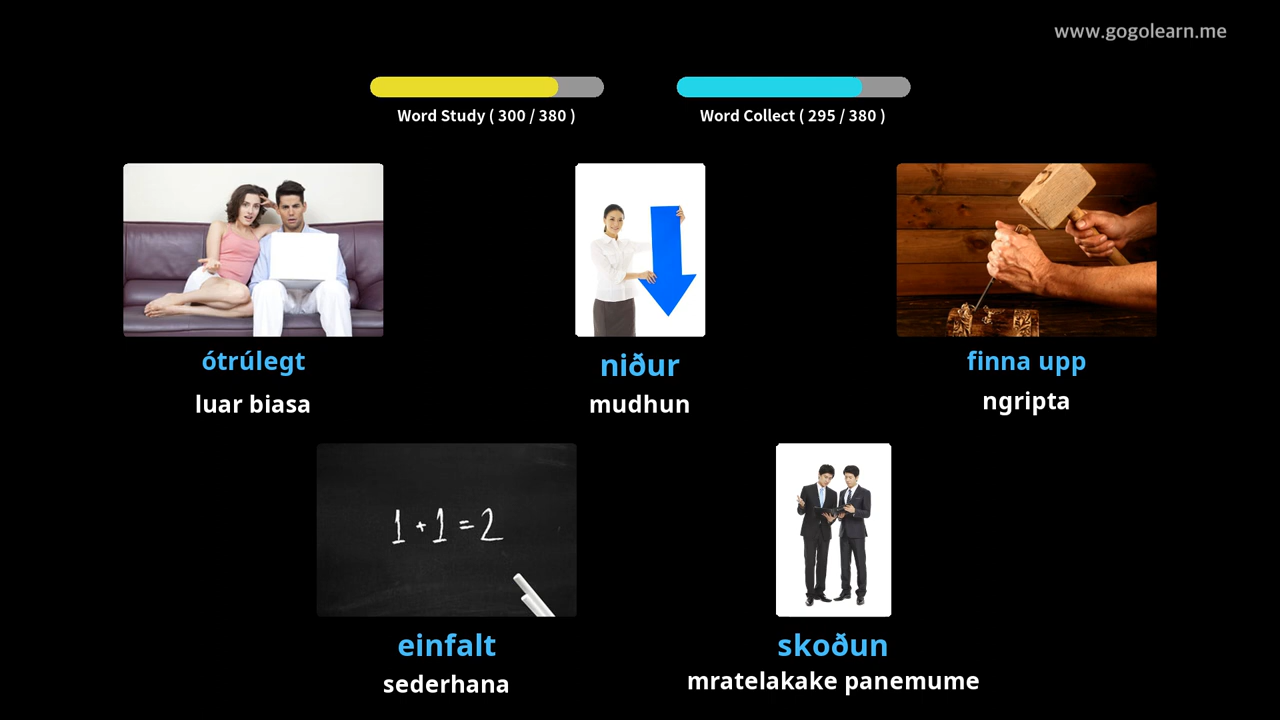 www.gogolearn.me
Word Study ( 300 / 380 )
Word Collect ( 295 / 380 )
ótrúlegt
luar biasa
niður
mudhun
finna upp
ngripta
1 + 1 = 2
einfalt
sederhana
skoðun
mratelakake panemume